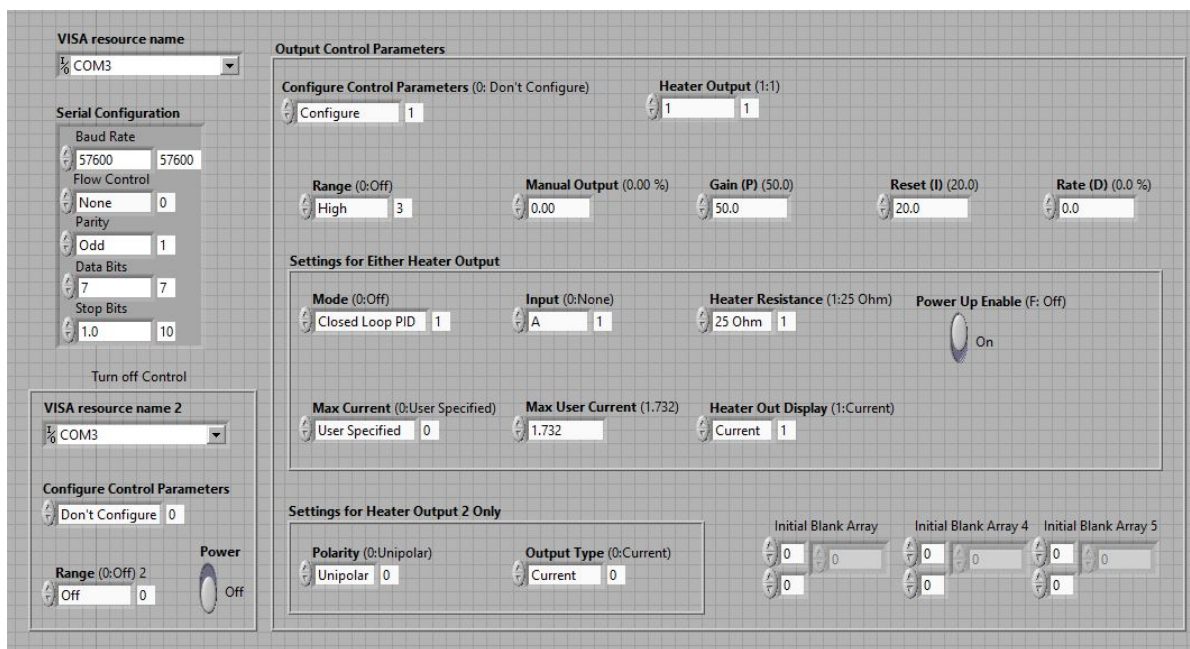 VISA resource name
I/O COM3
Serial Configuration
Baud Rate
57600 57600
Flow Control
None 0
Parity
Odd 1
Data Bits
7 7
Stop Bits
1.0 10
Turn off Control
VISA resource name 2
I/O COM3
Configure Control Parameters
Don't Configure 0
Power
Range (0:Off) 2
Off 0
Off
Output Control Parameters
Configure Control Parameters (0: Don't Configure) Heater Output (1:1)
Configure 1 1 1
Range (0:Off) Manual Output (0.00 %) Gain (P) (50.0) Reset (I) (20.0) Rate (D) (0.0 %)
High 3 0.00 50.0 20.0 0.0
Settings for Either Heater Output
Mode (0:Off) Input (0:None) Heater Resistance (1:25 Ohm) Power Up Enable (F: Off)
Closed Loop PID 1 A 1 25 Ohm 1
On
Max Current (0:User Specified) Max User Current (1.732) Heater Out Display (1:Current)
User Specified 0 1.732 Current 1
Settings for Heater Output 2 Only
Polarity (0:Unipolar) Output Type (0:Current)
Unipolar 0 Current 0
Initial Blank Array Initial Blank Array 4 Initial Blank Array 5
0 0 0 0 0 0
0 0 0